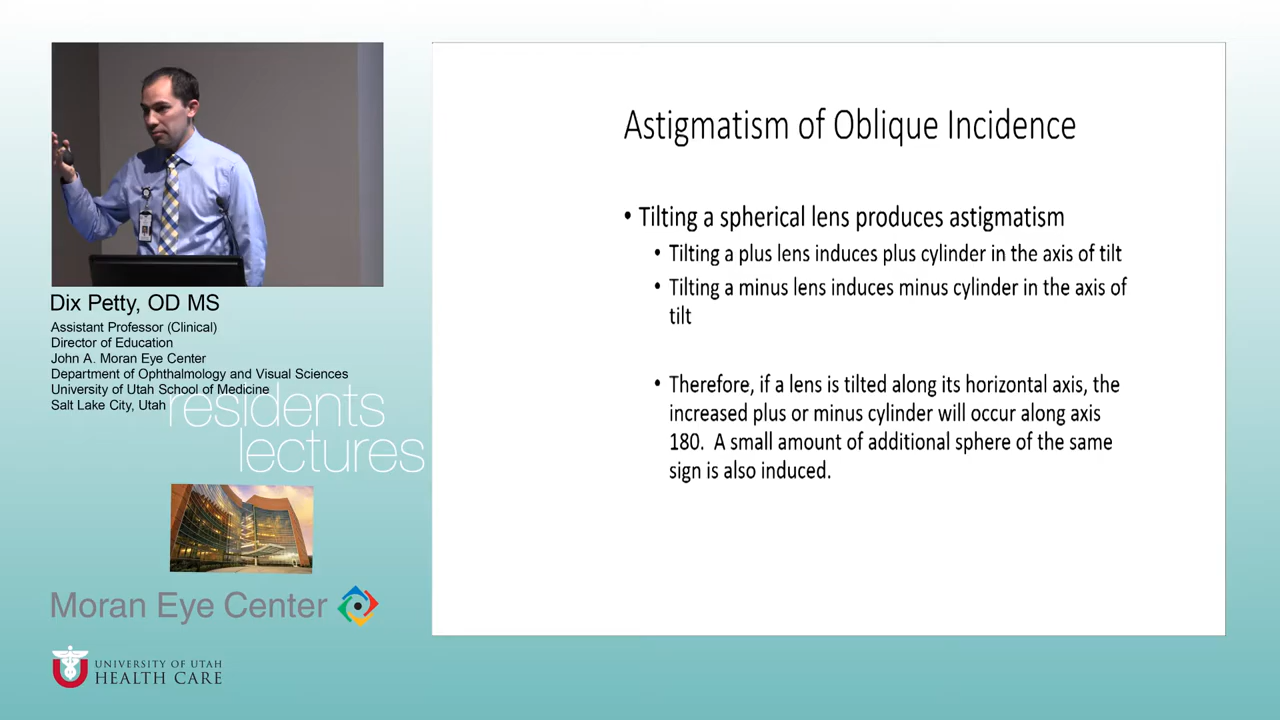 Astigmatism of Oblique Incidence
• Tilting a spherical lens produces astigmatism
• Tilting a plus lens induces plus cylinder in the axis of tilt
• Tilting a minus lens induces minus cylinder in the axis of
tilt
• Therefore, if a lens is tilted along its horizontal axis, the
increased plus or minus cylinder will occur along axis
180. A small amount of additional sphere of the same
sign is also induced.
Dix Petty, OD MS
Assistant Professor (Clinical)
Director of Education
John A. Moran Eye Center
Department of Ophthalmology and Visual Sciences
University of Utah School of Medicine
Salt Lake City, Utah
residents
lectures
Moran Eye Center
UNIVERSITY OF UTAH
HEALTH CARE